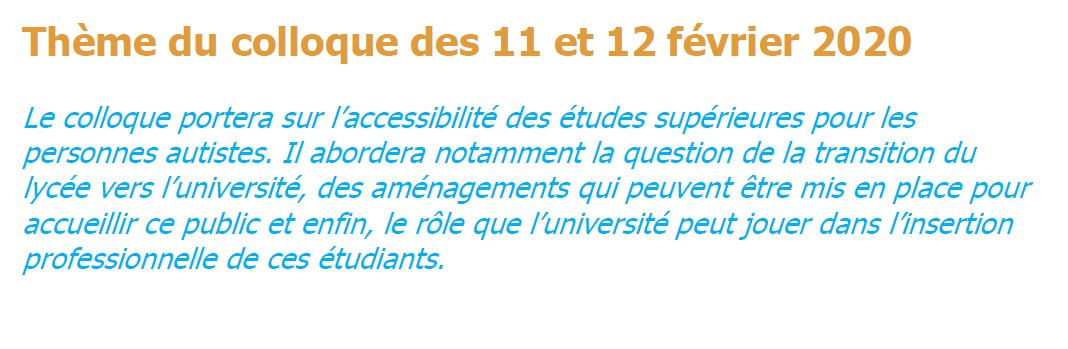 Thème du colloque des 11 et 12 février 2020
Le colloque portera sur l’accessibilité des études supérieures pour les
personnes autistes. Il abordera notamment la question de la transition du
lycée vers l’université, des aménagements qui peuvent être mis en place pour
accueillir ce public et enfin, le rôle que l’université peut jouer dans l’insertion
professionnelle de ces étudiants.